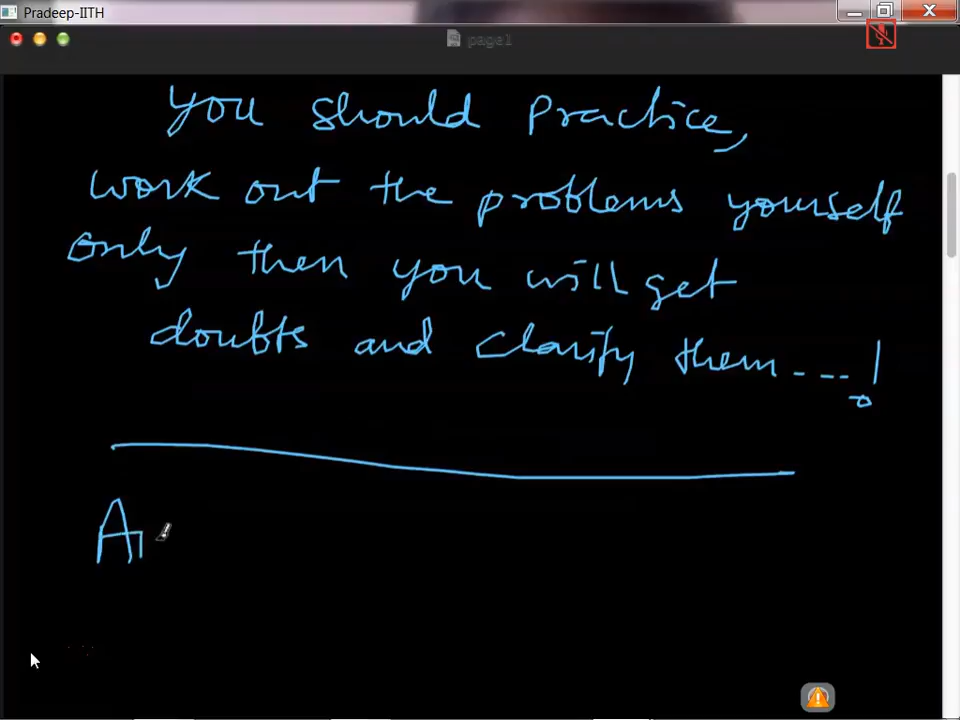 Pradeep-IITH
page1
You should practice,
work out the problems yourself
only then you will get
doubts and clarify them ---!
A